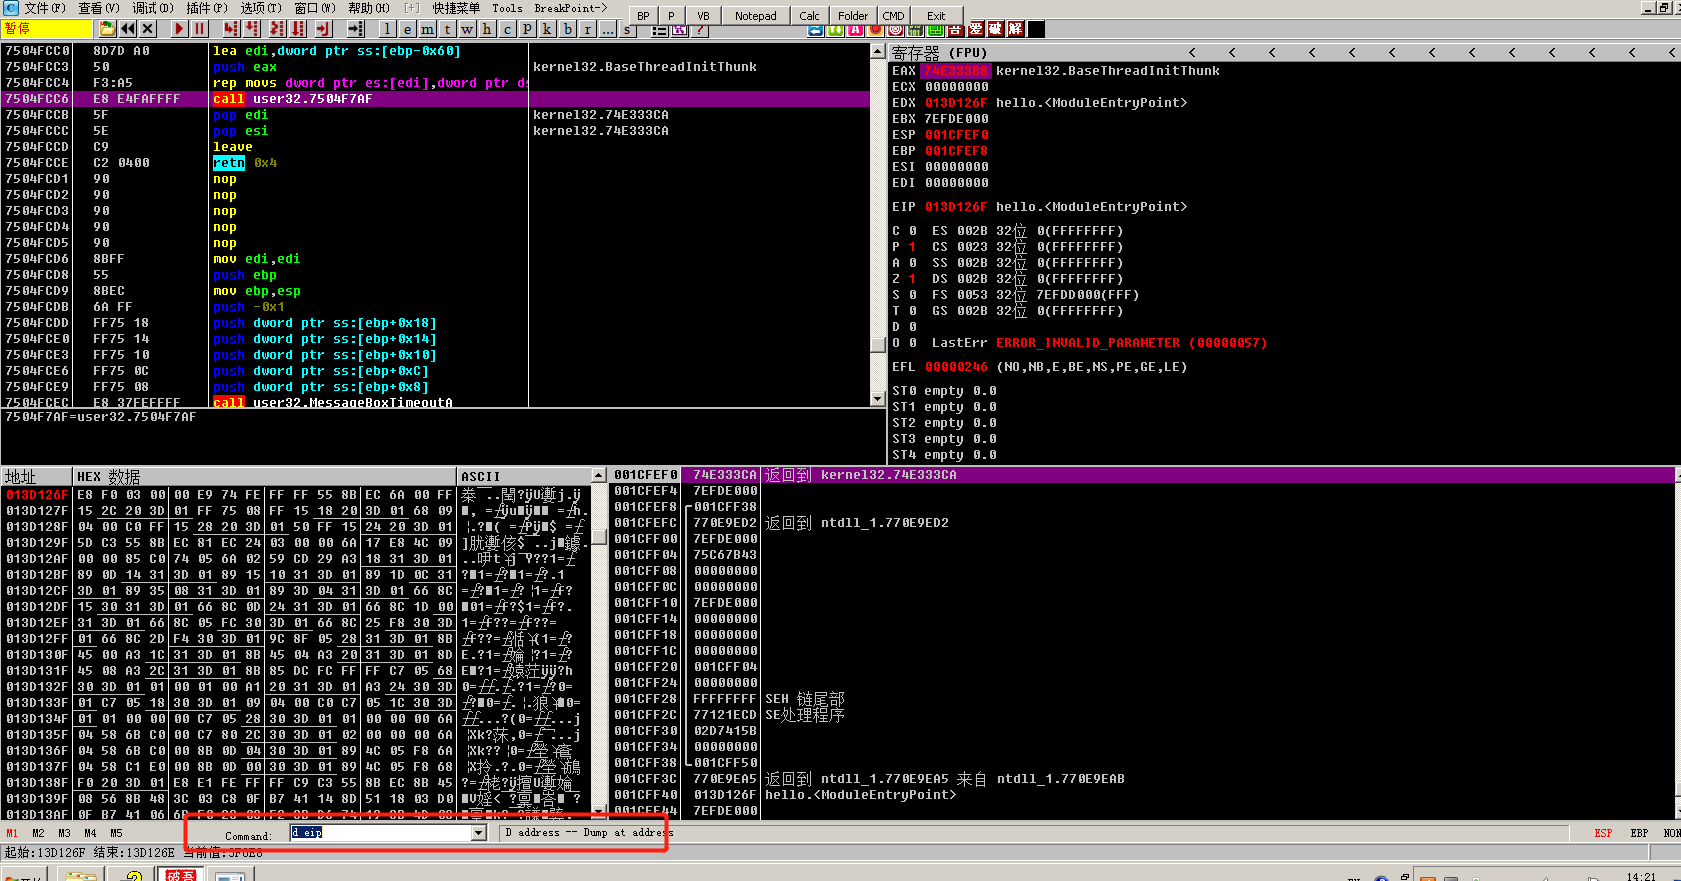 文件(F) 查看(V) 调试(D) 插件(P) 选项(T) 窗口(W) 帮助(H) [+] 快捷菜单 Tools BreakPoint->
BP P VB Notepad Calc Folder CMD Exit
暂停
l e m t w h c p k b r ... s
吾 爱 破 解
7504FCC0 8D7D A0 lea edi,dword ptr ss:[ebp-0x60]
7504FCC3 50 push eax kernel32.BaseThreadInitThunk
7504FCC4 F3:A5 rep movs dword ptr es:[edi],dword ptr ds
7504FCC6 E8 E4FAFFFF call user32.7504F7AF
7504FCCB 5F pop edi kernel32.74E333CA
7504FCCC 5E pop esi kernel32.74E333CA
7504FCCD C9 leave
7504FCCE C2 0400 retn 0x4
7504FCD1 90 nop
7504FCD2 90 nop
7504FCD3 90 nop
7504FCD4 90 nop
7504FCD5 90 nop
7504FCD6 8BFF mov edi,edi
7504FCD8 55 push ebp
7504FCD9 8BEC mov ebp,esp
7504FCDB 6A FF push -0x1
7504FCDD FF75 18 push dword ptr ss:[ebp+0x18]
7504FCE0 FF75 14 push dword ptr ss:[ebp+0x14]
7504FCE3 FF75 10 push dword ptr ss:[ebp+0x10]
7504FCE6 FF75 0C push dword ptr ss:[ebp+0xC]
7504FCE9 FF75 08 push dword ptr ss:[ebp+0x8]
7504FCEC E8 37FEFFFF call user32.MessageBoxTimeoutA
7504F7AF=user32.7504F7AF
寄存器 (FPU) < < < < < < < < < < < < <
EAX 74E333B8 kernel32.BaseThreadInitThunk
ECX 00000000
EDX 013D126F hello.<ModuleEntryPoint>
EBX 7EFDE000
ESP 001CFEF0
EBP 001CFEF8
ESI 00000000
EDI 00000000
EIP 013D126F hello.<ModuleEntryPoint>
C 0 ES 002B 32位 0(FFFFFFFF)
P 1 CS 0023 32位 0(FFFFFFFF)
A 0 SS 002B 32位 0(FFFFFFFF)
Z 1 DS 002B 32位 0(FFFFFFFF)
S 0 FS 0053 32位 7EFDD000(FFF)
T 0 GS 002B 32位 0(FFFFFFFF)
D 0
O 0 LastErr ERROR_INVALID_PARAMETER (00000057)
EFL 00000246 (NO,NB,E,BE,NS,PE,GE,LE)
ST0 empty 0.0
ST1 empty 0.0
ST2 empty 0.0
ST3 empty 0.0
ST4 empty 0.0
地址 HEX 数据 ASCII
013D126F E8 F0 03 00 00 E9 74 FE FF FF 55 8B EC 6A 00 FF
013D127F 15 2C 20 3D 01 FF 75 08 FF 15 18 20 3D 01 68 09
013D128F 04 00 C0 FF 15 28 20 3D 01 50 FF 15 24 20 3D 01
013D129F 5D C3 55 8B EC 81 EC 24 03 00 00 6A 17 E8 4C 09
013D12AF 00 00 85 C0 74 05 6A 02 59 CD 29 A3 18 31 3D 01
013D12BF 89 0D 14 31 3D 01 89 15 10 31 3D 01 89 1D 0C 31
013D12CF 3D 01 89 35 08 31 3D 01 89 3D 04 31 3D 01 66 8C
013D12DF 15 30 31 3D 01 66 8C 0D 24 31 3D 01 66 8C 1D 00
013D12EF 31 3D 01 66 8C 05 FC 30 3D 01 66 8C 25 F8 30 3D
013D12FF 01 66 8C 2D F4 30 3D 01 9C 8F 05 28 31 3D 01 8B
013D130F 45 00 A3 1C 31 3D 01 8B 45 04 A3 20 31 3D 01 8D
013D131F 45 08 A3 2C 31 3D 01 8B 85 DC FC FF FF C7 05 68
013D132F 30 3D 01 01 00 01 00 A1 20 31 3D 01 A3 24 30 3D
013D133F 01 C7 05 18 30 3D 01 09 04 00 C0 C7 05 1C 30 3D
013D134F 01 01 00 00 00 C7 05 28 30 3D 01 01 00 00 00 6A
013D135F 04 58 6B C0 00 C7 80 2C 30 3D 01 02 00 00 00 6A
013D136F 04 58 6B C0 00 8B 0D 04 30 3D 01 89 4C 05 F8 6A
013D137F 04 58 C1 E0 00 8B 0D 00 30 3D 01 89 4C 05 F8 68
013D138F F0 20 3D 01 E8 E1 FE FF FF C9 C3 55 8B EC 8B 45
013D139F 08 56 8B 48 3C 03 C8 0F B7 41 14 8D 51 18 03 D0
001CFEF0 74E333CA 返回到 kernel32.74E333CA
001CFEF4 7EFDE000
001CFEF8 001CFF38
001CFEFC 770E9ED2 返回到 ntdll_1.770E9ED2
001CFF00 7EFDE000
001CFF04 75C67B43
001CFF08 00000000
001CFF0C 00000000
001CFF10 7EFDE000
001CFF14 00000000
001CFF18 00000000
001CFF1C 00000000
001CFF20 001CFF04
001CFF24 00000000
001CFF28 FFFFFFFF SEH 链尾部
001CFF2C 77121ECD SE处理程序
001CFF30 02D7415B
001CFF34 00000000
001CFF38 001CFF50
001CFF3C 770E9EA5 返回到 ntdll_1.770E9EA5 来自 ntdll_1.770E9EAB
001CFF40 013D126F hello.<ModuleEntryPoint>
001CFF44 7EFDE000
M1 M2 M3 M4 M5 Command: d eip D address -- Dump at address ESP EBP NON
起始:13D126F 结束:13D126E 当前值:3F0E8
14:21